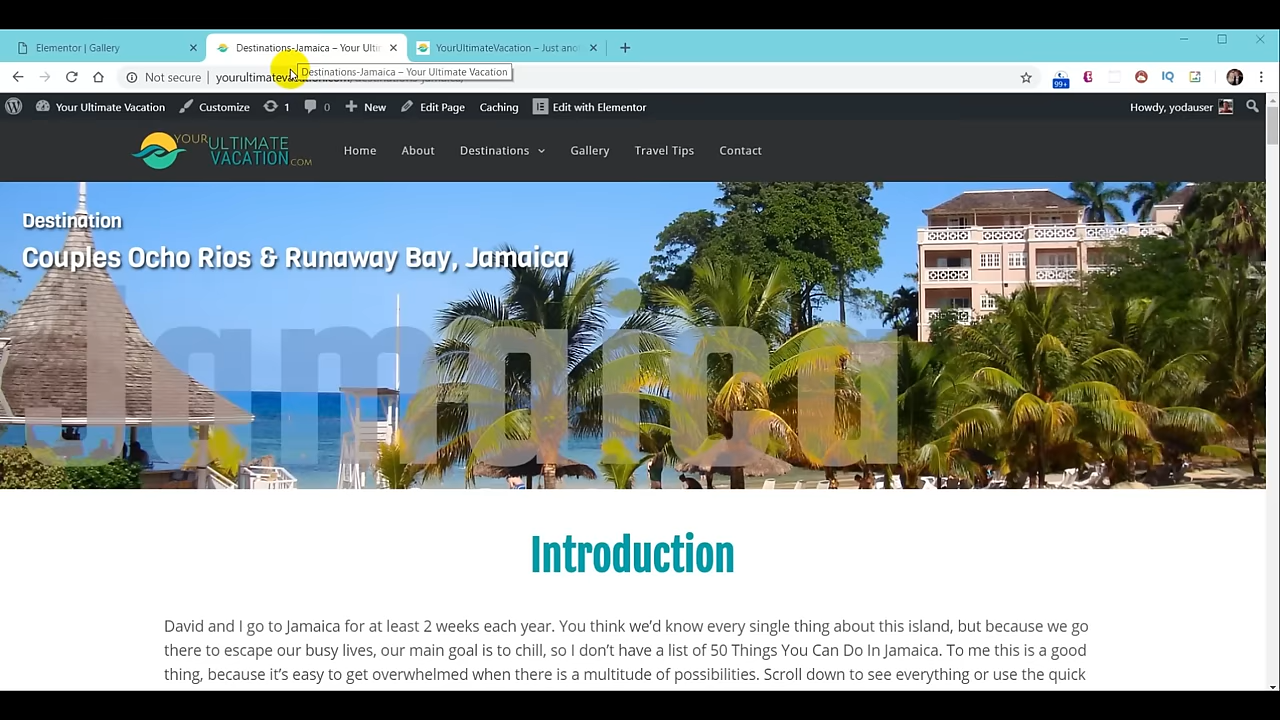 Elementor | Gallery
Destinations-Jamaica – Your Ulti
YourUltimateVacation – Just ano
Not secure
Destinations-Jamaica – Your Ultimate Vacation
99+
IQ
Your Ultimate Vacation
Customize
1
0
New
Edit Page
Caching
Edit with Elementor
Howdy, yodauser
YOUR ULTIMATE
VACATION.COM
Home
About
Destinations
Gallery
Travel Tips
Contact
Destination
Couples Ocho Rios & Runaway Bay, Jamaica
Jamaica
Introduction
David and I go to Jamaica for at least 2 weeks each year. You think we'd know every single thing about this island, but because we go
there to escape our busy lives, our main goal is to chill, so I don't have a list of 50 Things You Can Do In Jamaica. To me this is a good
thing, because it's easy to get overwhelmed when there is a multitude of possibilities. Scroll down to see everything or use the quick